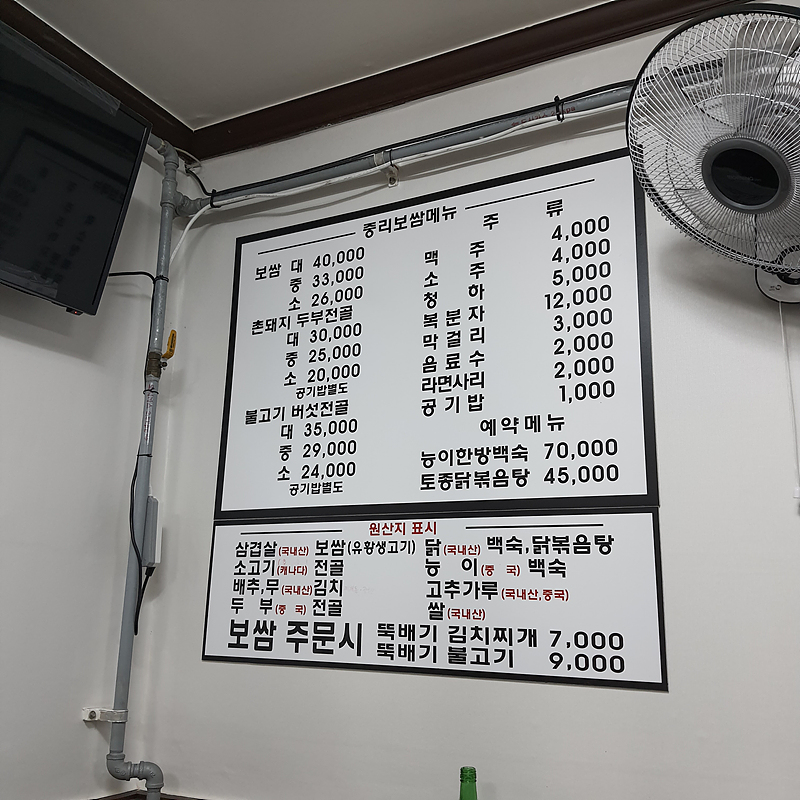 중리보쌈메뉴
보쌈 대 40,000
중 33,000
소 26,000
촌돼지 두부전골
대 30,000
중 25,000
소 20,000
공기밥별도
불고기 버섯전골
대 35,000
중 29,000
소 24,000
공기밥별도
주 류
맥 주 4,000
소 주 4,000
청 하 5,000
복 분 자 12,000
막 걸 리 3,000
음 료 수 2,000
라면사리 2,000
공 기 밥 1,000
예약메뉴
능이한방백숙 70,000
토종닭볶음탕 45,000
원산지 표시
삼겹살(국내산) 보쌈(유황생고기) 닭(국내산) 백숙,닭볶음탕
소고기(캐나다) 전골 능 이(중 국) 백숙
배추,무(국내산)김치 고추가루(국내산,중국)
두 부(중 국) 전골 쌀(국내산)
보쌈 주문시 뚝배기 김치찌개 7,000
뚝배기 불고기 9,000